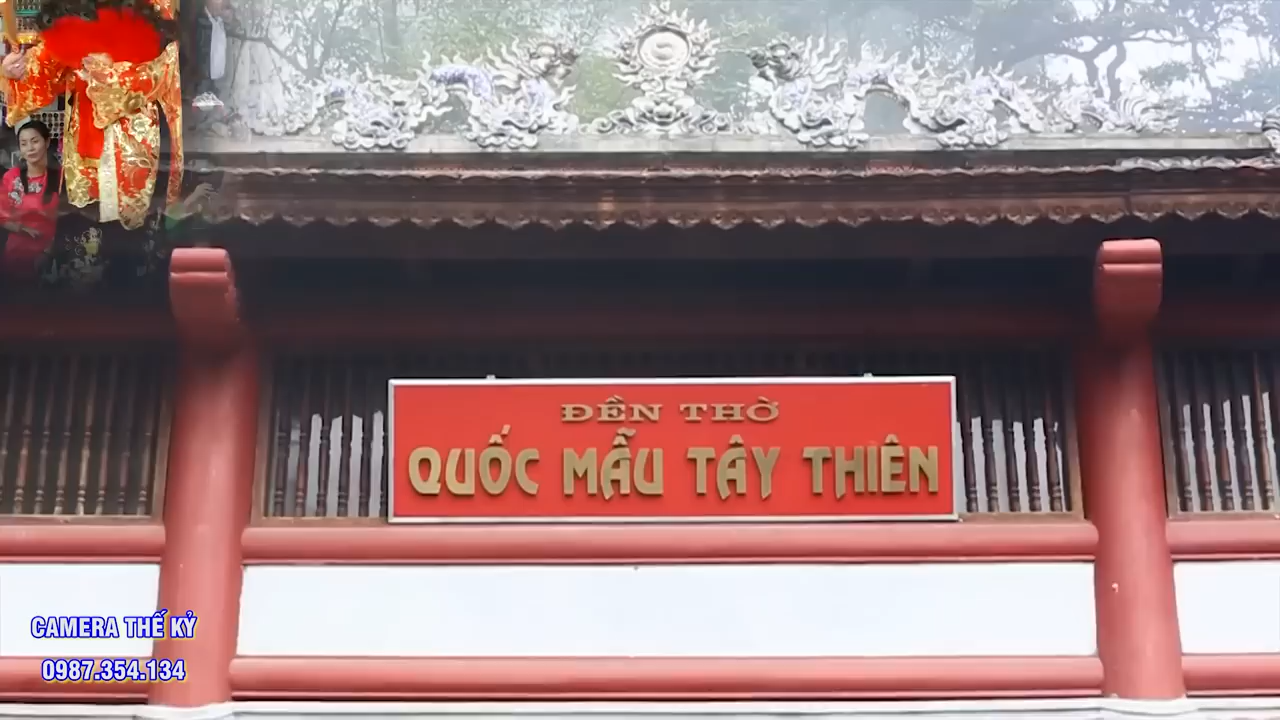 ĐỀN THỜ
QUỐC MẪU TÂY THIÊN
CAMERA THẾ KỶ
0987.354.134